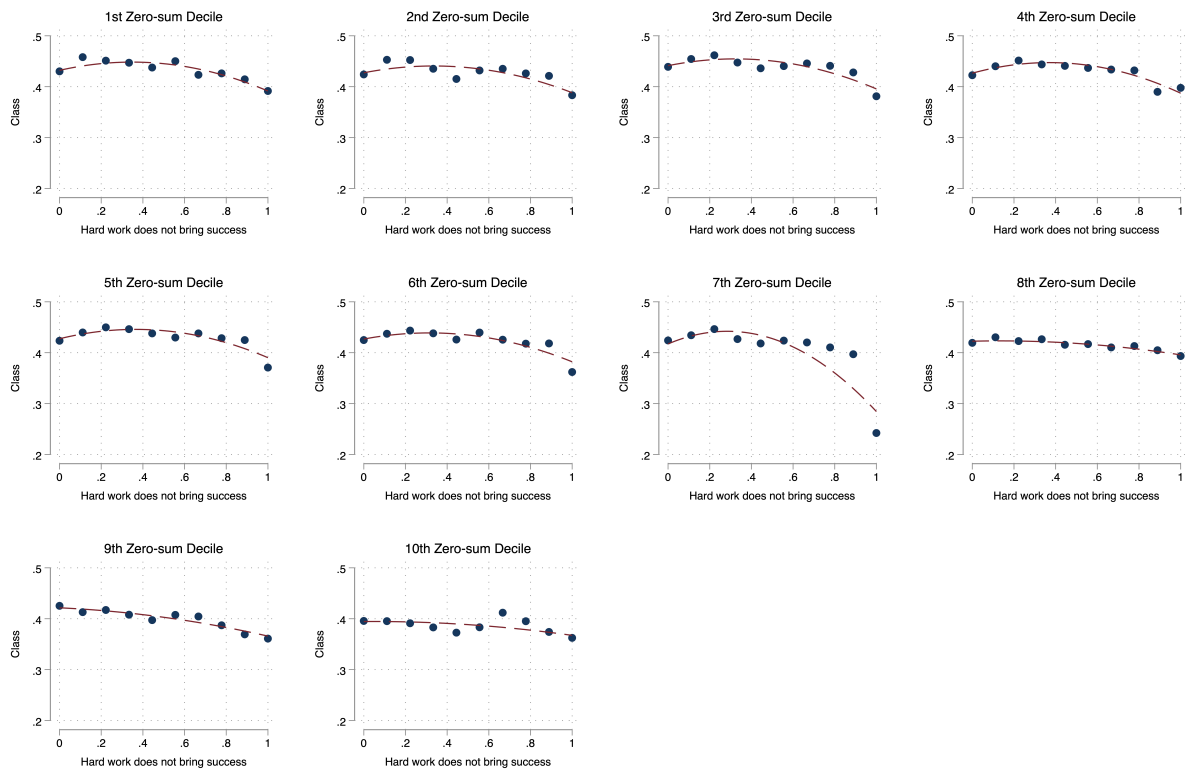 1st Zero-sum Decile
.5
.4
.3
.2
Class
0 .2 .4 .6 .8 1
Hard work does not bring success
2nd Zero-sum Decile
.5
.4
.3
.2
Class
0 .2 .4 .6 .8 1
Hard work does not bring success
3rd Zero-sum Decile
.5
.4
.3
.2
Class
0 .2 .4 .6 .8 1
Hard work does not bring success
4th Zero-sum Decile
.5
.4
.3
.2
Class
0 .2 .4 .6 .8 1
Hard work does not bring success
5th Zero-sum Decile
.5
.4
.3
.2
Class
0 .2 .4 .6 .8 1
Hard work does not bring success
6th Zero-sum Decile
.5
.4
.3
.2
Class
0 .2 .4 .6 .8 1
Hard work does not bring success
7th Zero-sum Decile
.5
.4
.3
.2
Class
0 .2 .4 .6 .8 1
Hard work does not bring success
8th Zero-sum Decile
.5
.4
.3
.2
Class
0 .2 .4 .6 .8 1
Hard work does not bring success
9th Zero-sum Decile
.5
.4
.3
.2
Class
0 .2 .4 .6 .8 1
Hard work does not bring success
10th Zero-sum Decile
.5
.4
.3
.2
Class
0 .2 .4 .6 .8 1
Hard work does not bring success